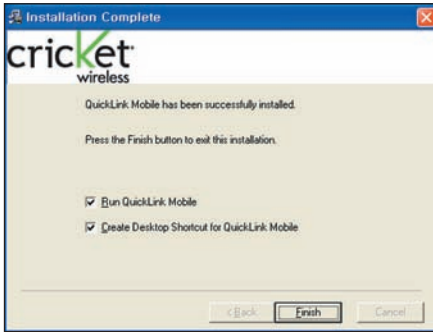 Installation Complete
cricket
wireless
QuickLink Mobile has been successfully installed.
Press the Finish button to exit this installation.
Run QuickLink Mobile
Create Desktop Shortcut for QuickLink Mobile
< Back Finish Cancel